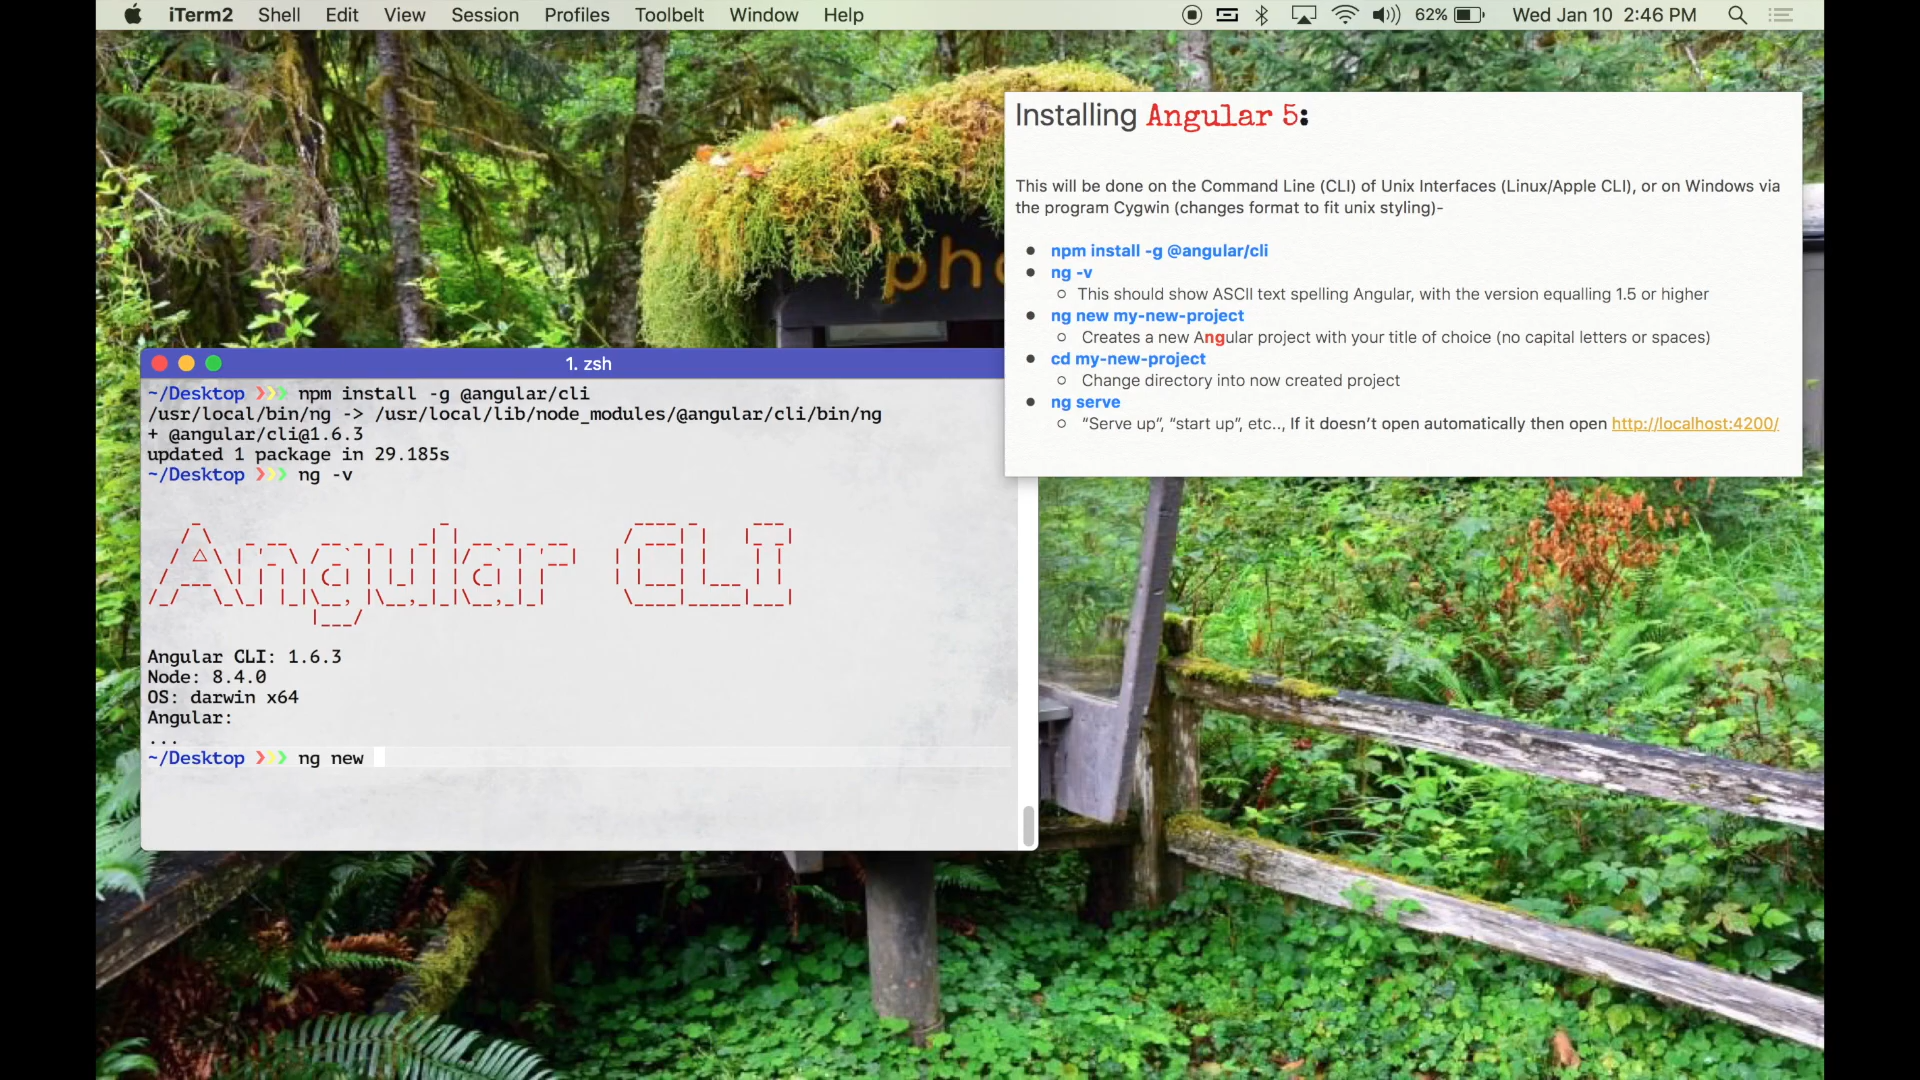 iTerm2 Shell Edit View Session Profiles Toolbelt Window Help 62% Wed Jan 10 2:46 PM
Installing Angular 5:
This will be done on the Command Line (CLI) of Unix Interfaces (Linux/Apple CLI), or on Windows via
the program Cygwin (changes format to fit unix styling)-
npm install -g @angular/cli
ng -v
This should show ASCII text spelling Angular, with the version equalling 1.5 or higher
ng new my-new-project
Creates a new Angular project with your title of choice (no capital letters or spaces)
cd my-new-project
Change directory into now created project
ng serve
“Serve up”, “start up”, etc.., If it doesn’t open automatically then open http://localhost:4200/
pho
1. zsh
~/Desktop ❯❯❯ npm install -g @angular/cli
/usr/local/bin/ng -> /usr/local/lib/node_modules/@angular/cli/bin/ng
+ @angular/cli@1.6.3
updated 1 package in 29.185s
~/Desktop ❯❯❯ ng -v
Angular CLI
Angular CLI: 1.6.3
Node: 8.4.0
OS: darwin x64
Angular:
...
~/Desktop ❯❯❯ ng new